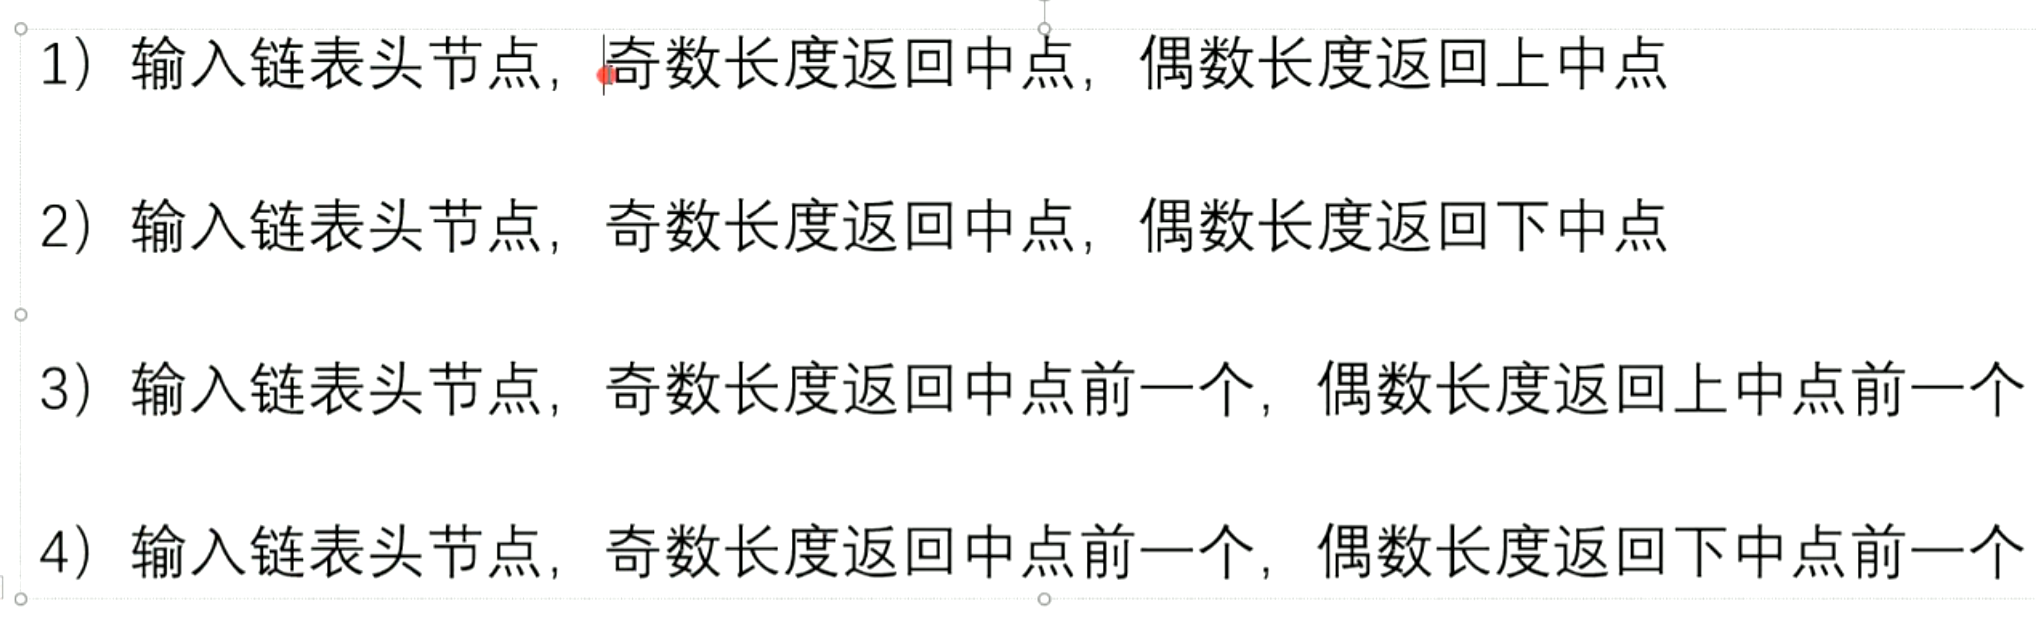 1）输入链表头节点，奇数长度返回中点，偶数长度返回上中点
2）输入链表头节点，奇数长度返回中点，偶数长度返回下中点
3）输入链表头节点，奇数长度返回中点前一个，偶数长度返回上中点前一个
4）输入链表头节点，奇数长度返回中点前一个，偶数长度返回下中点前一个